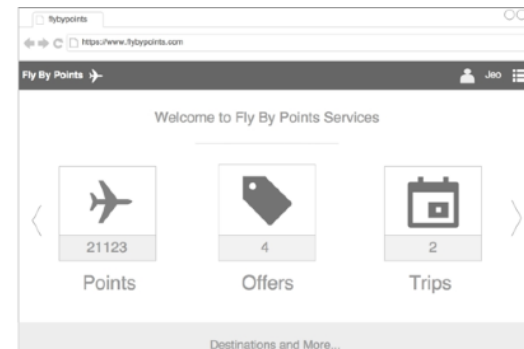 flybypoints
https://www.flybypoints.com
Fly By Points
Jeo
Welcome to Fly By Points Services
21123
4
2
Points
Offers
Trips
Destinations and More...